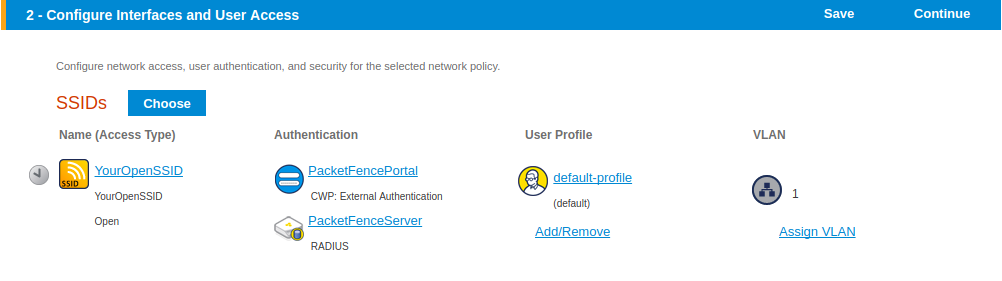 2 - Configure Interfaces and User Access Save Continue
Configure network access, user authentication, and security for the selected network policy.
SSIDs Choose
Name (Access Type) Authentication User Profile VLAN
SSID YourOpenSSID PacketFencePortal default-profile 1
YourOpenSSID CWP: External Authentication (default)
Open PacketFenceServer Add/Remove Assign VLAN
RADIUS